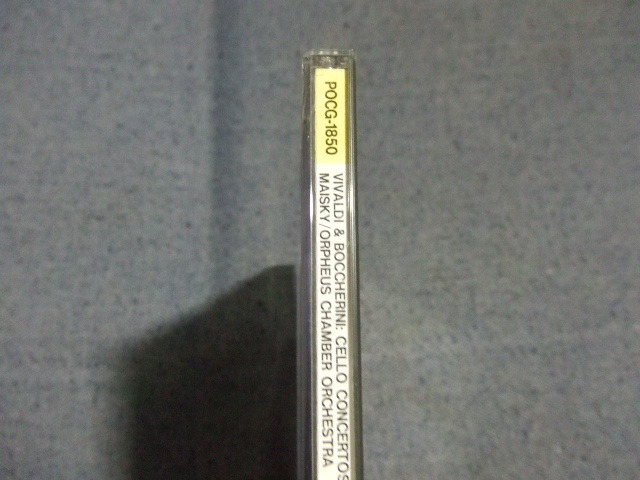 POCG-1850
VIVALDI & BOCCHERINI: CELLO CONCERTOS
MAISKY/ORPHEUS CHAMBER ORCHESTRA